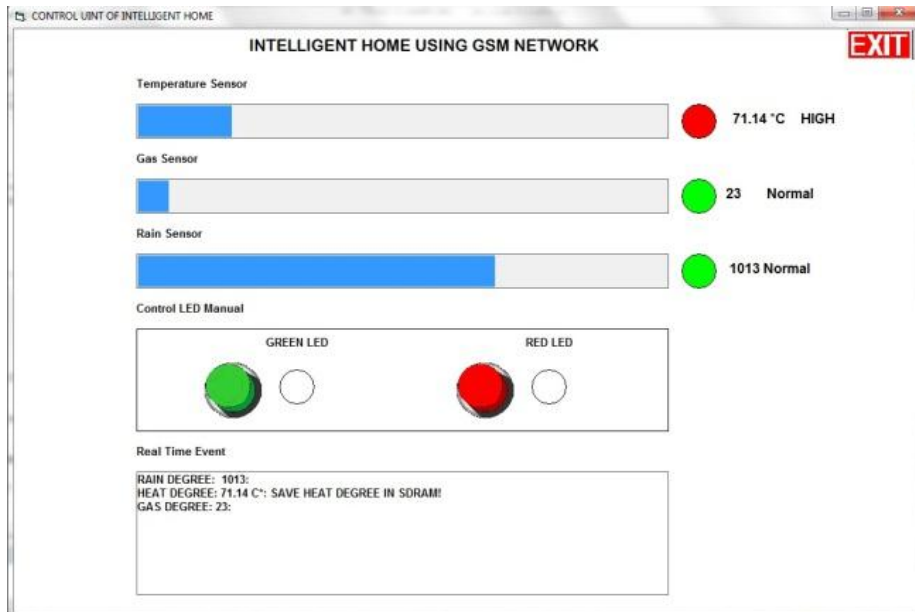 CONTROL UINT OF INTELLIGENT HOME
INTELLIGENT HOME USING GSM NETWORK
EXIT
Temperature Sensor
71.14 °C HIGH
Gas Sensor
23 Normal
Rain Sensor
1013 Normal
Control LED Manual
GREEN LED RED LED
Real Time Event
RAIN DEGREE: 1013:
HEAT DEGREE: 71.14 C*: SAVE HEAT DEGREE IN SDRAM!
GAS DEGREE: 23: